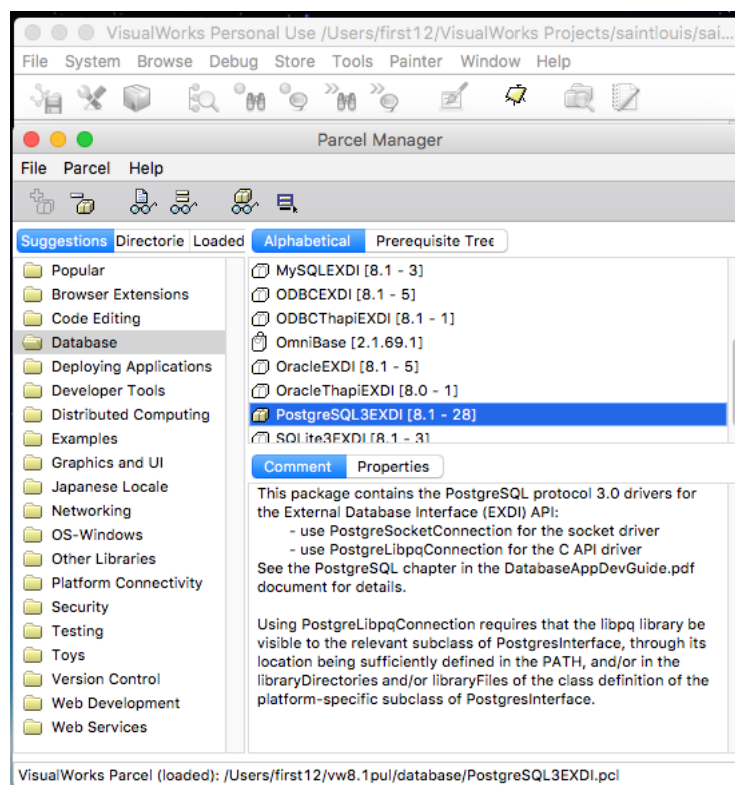 VisualWorks Personal Use /Users/first12/VisualWorks Projects/saintlouis/sai...
File System Browse Debug Store Tools Painter Window Help
Parcel Manager
File Parcel Help
Suggestions Directorie Loaded
Popular
Browser Extensions
Code Editing
Database
Deploying Applications
Developer Tools
Distributed Computing
Examples
Graphics and UI
Japanese Locale
Networking
OS-Windows
Other Libraries
Platform Connectivity
Security
Testing
Toys
Version Control
Web Development
Web Services
Alphabetical Prerequisite Tree
MySQLEXDI [8.1 - 3]
ODBCEXDI [8.1 - 5]
ODBCThapiEXDI [8.1 - 1]
OmniBase [2.1.69.1]
OracleEXDI [8.1 - 5]
OracleThapiEXDI [8.0 - 1]
PostgreSQL3EXDI [8.1 - 28]
SQLite3EXDI [8.1 - 3]
Comment Properties
This package contains the PostgreSQL protocol 3.0 drivers for
the External Database Interface (EXDI) API:
- use PostgreSocketConnection for the socket driver
- use PostgreLibpqConnection for the C API driver
See the PostgreSQL chapter in the DatabaseAppDevGuide.pdf
document for details.
Using PostgreLibpqConnection requires that the libpq library be
visible to the relevant subclass of PostgresInterface, through its
location being sufficiently defined in the PATH, and/or in the
libraryDirectories and/or libraryFiles of the class definition of the
platform-specific subclass of PostgresInterface.
VisualWorks Parcel (loaded): /Users/first12/vw8.1pul/database/PostgreSQL3EXDI.pcl